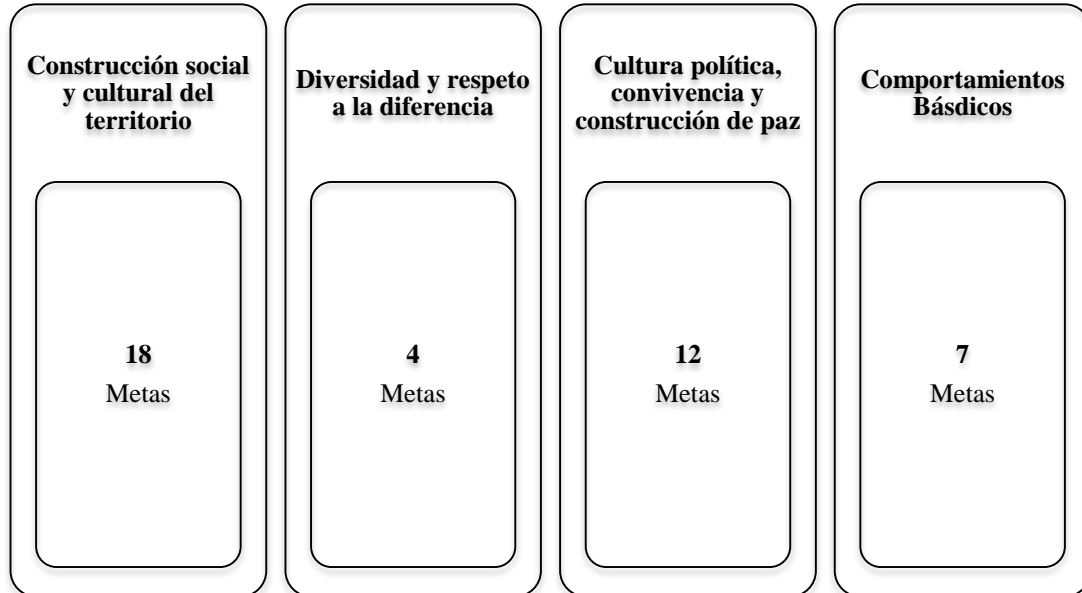 Construcción social
y cultural del
territorio
18
Metas
Diversidad y respeto
a la diferencia
4
Metas
Cultura política,
convivencia y
construcción de paz
12
Metas
Comportamientos
Básdicos
7
Metas